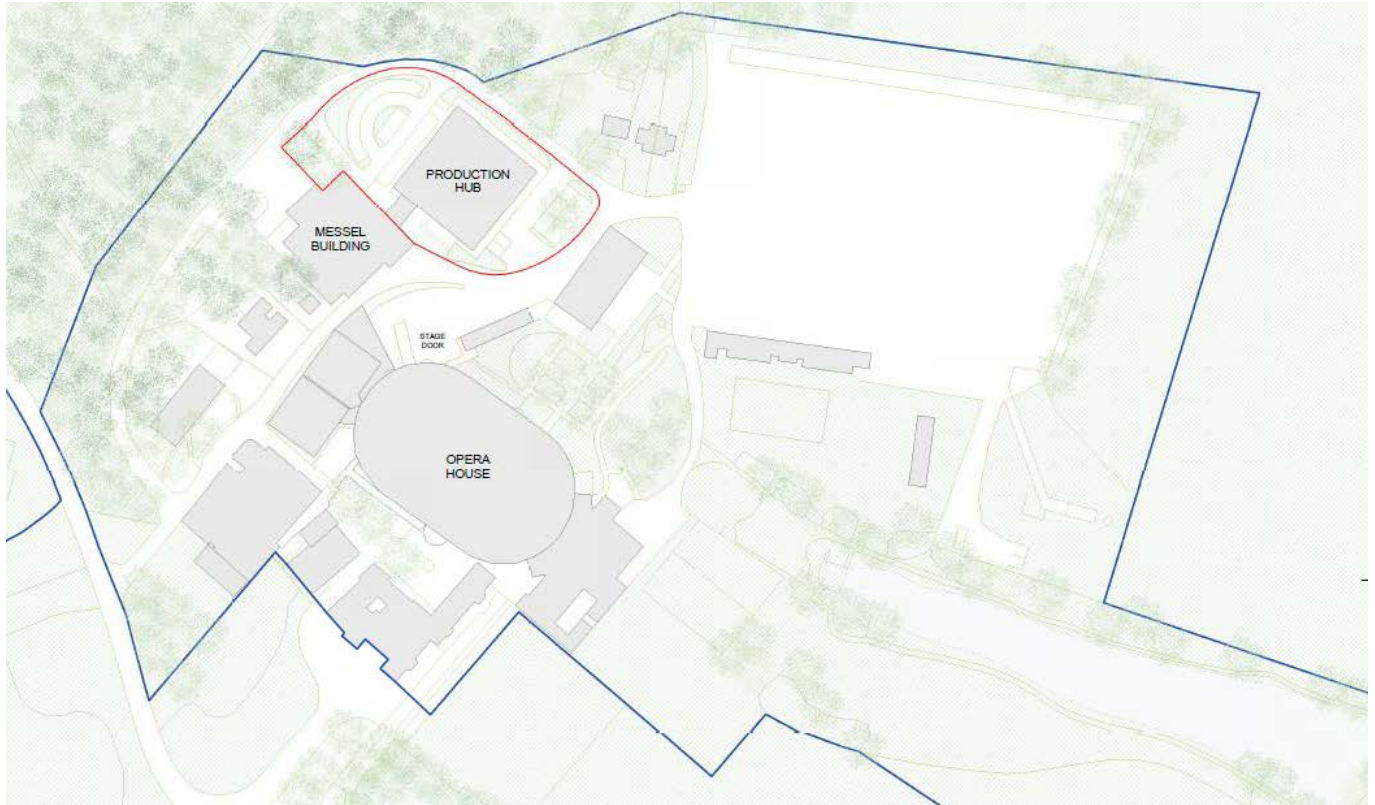 PRODUCTION
HUB
MESSEL
BUILDING
STAGE
DOOR
OPERA
HOUSE